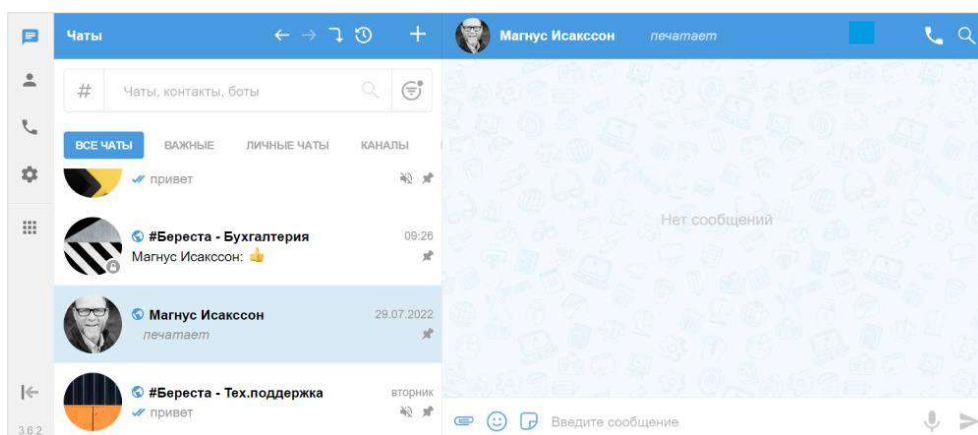 Чаты
Магнус Исакссон печатает
# Чаты, контакты, боты
ВСЕ ЧАТЫ ВАЖНЫЕ ЛИЧНЫЕ ЧАТЫ КАНАЛЫ
привет
#Береста - Бухгалтерия 09:26
Магнус Исакссон: 👍
Магнус Исакссон 29.07.2022
печатает
#Береста - Тех.поддержка вторник
привет
3.6.2
Нет сообщений
Введите сообщение